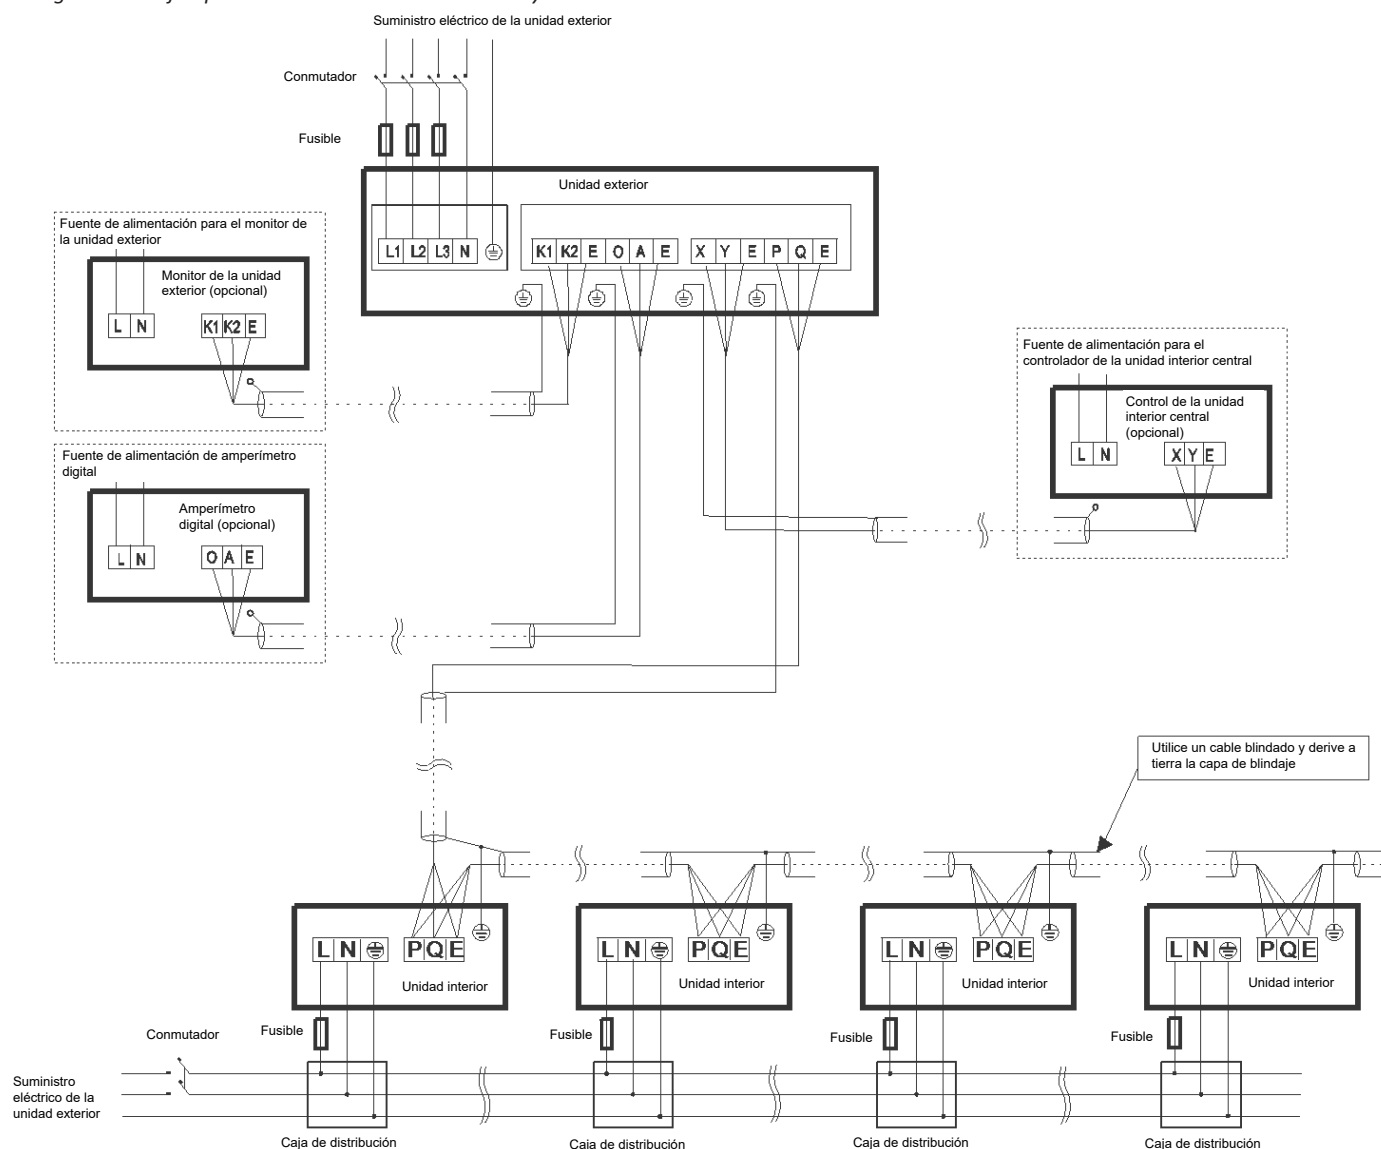 Suministro eléctrico de la unidad exterior
Conmutador
Fusible
Unidad exterior
L1 L2 L3 N
K1 K2 E O A E X Y E P Q E
Fuente de alimentación para el monitor de
la unidad exterior
Monitor de la unidad
exterior (opcional)
L N
K1 K2 E
Fuente de alimentación para el
controlador de la unidad interior central
Control de la unidad
interior central
(opcional)
L N
X Y E
Fuente de alimentación de amperímetro
digital
Amperímetro
digital (opcional)
L N
O A E
Utilice un cable blindado y derive a
tierra la capa de blindaje
L N
P Q E
Unidad interior
L N
P Q E
Unidad interior
L N
P Q E
Unidad interior
L N
P Q E
Unidad interior
Conmutador
Fusible
Fusible
Fusible
Fusible
Suministro
eléctrico de la
unidad exterior
Caja de distribución
Caja de distribución
Caja de distribución
Caja de distribución